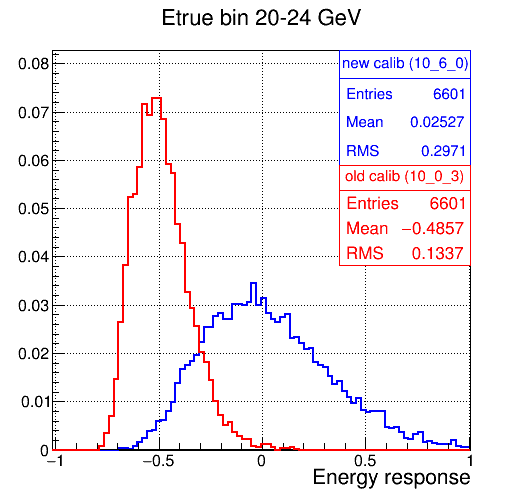 Etrue bin 20-24 GeV
new calib (10_6_0)
Entries 6601
Mean 0.02527
RMS 0.2971
old calib (10_0_3)
Entries 6601
Mean −0.4857
RMS 0.1337
0.08
0.07
0.06
0.05
0.04
0.03
0.02
0.01
0
−1 −0.5 0 0.5 1
Energy response